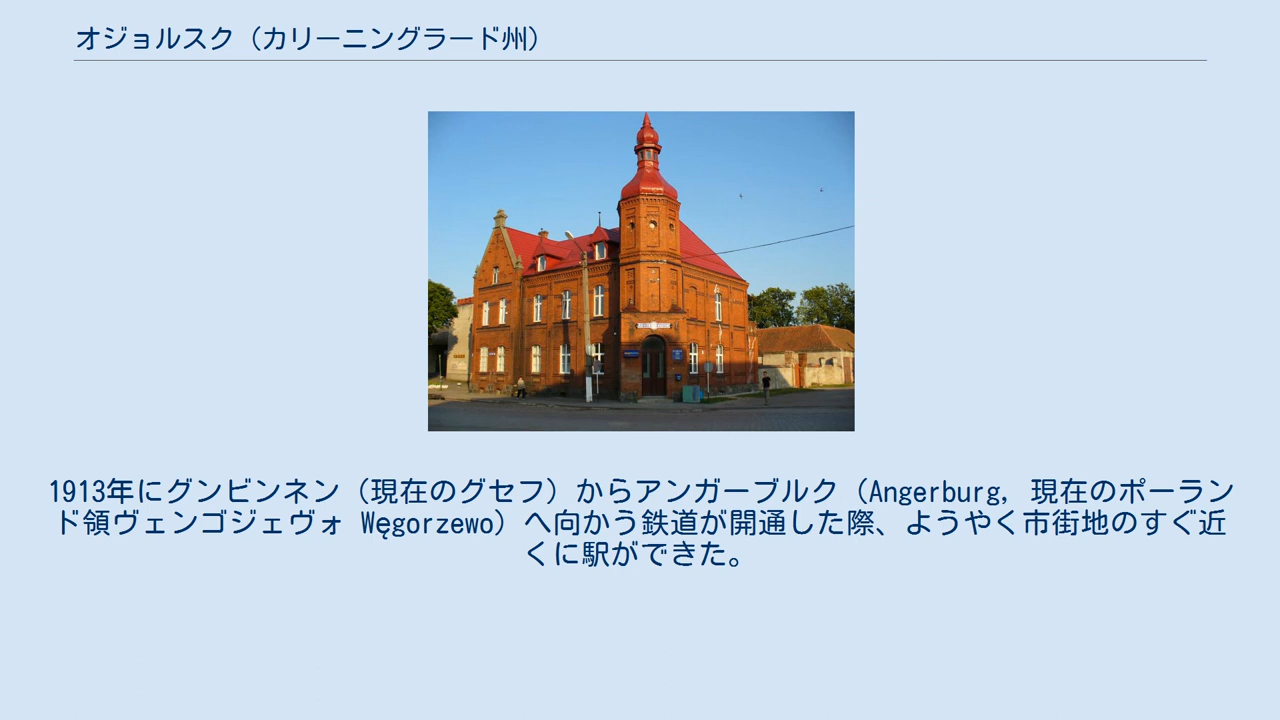 オジョルスク（カリーニングラード州）
1913年にグンビンネン（現在のグセフ）からアンガーブルク（Angerburg, 現在のポーラン
ド領ヴェンゴジェヴォ Węgorzewo）へ向かう鉄道が開通した際、ようやく市街地のすぐ近
くに駅ができた。